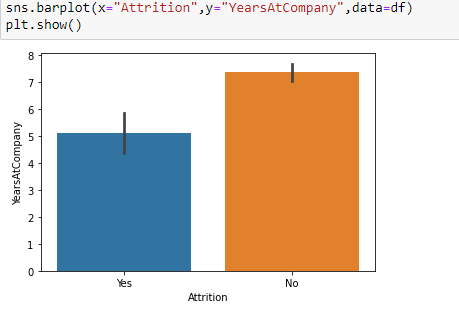 sns.barplot(x="Attrition",y="YearsAtCompany",data=df)
plt.show()
8
7
6
5
4
3
2
1
0
YearsAtCompany
Yes No
Attrition